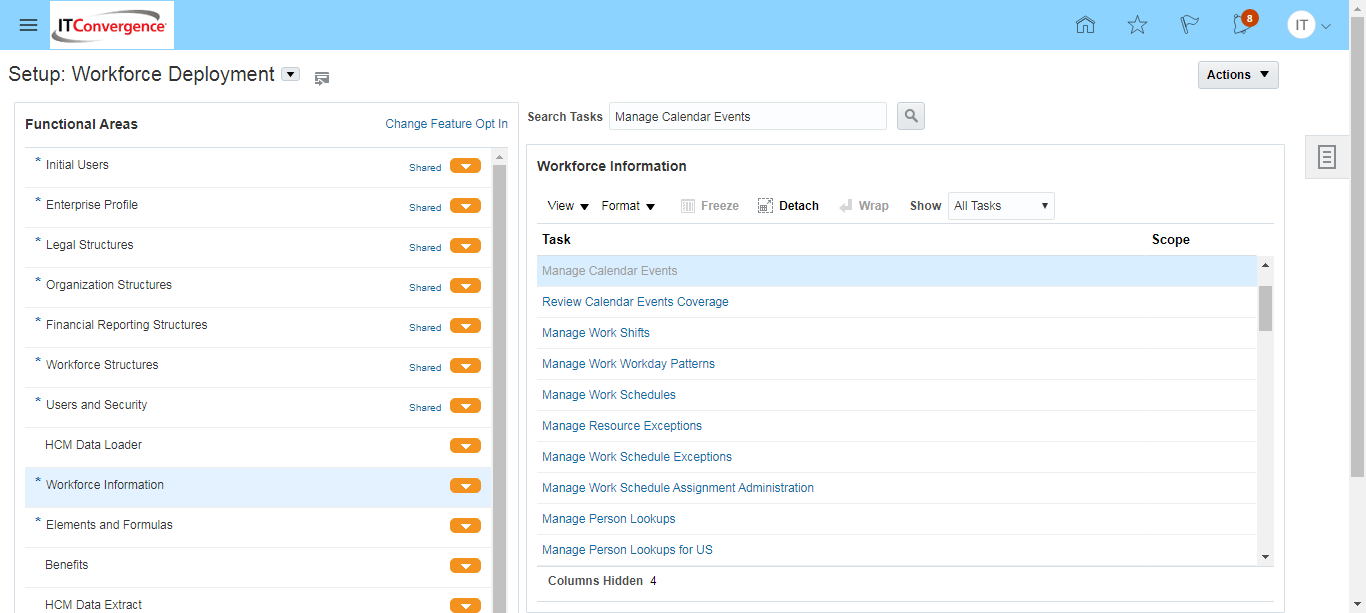 ITConvergence
8
IT
Setup: Workforce Deployment
Actions
Functional Areas
Change Feature Opt In
* Initial Users Shared
* Enterprise Profile Shared
* Legal Structures Shared
* Organization Structures Shared
* Financial Reporting Structures Shared
* Workforce Structures Shared
* Users and Security Shared
HCM Data Loader
* Workforce Information
* Elements and Formulas
Benefits
HCM Data Extract
Search Tasks Manage Calendar Events
Workforce Information
View Format Freeze Detach Wrap Show All Tasks
Task Scope
Manage Calendar Events
Review Calendar Events Coverage
Manage Work Shifts
Manage Work Workday Patterns
Manage Work Schedules
Manage Resource Exceptions
Manage Work Schedule Exceptions
Manage Work Schedule Assignment Administration
Manage Person Lookups
Manage Person Lookups for US
Columns Hidden 4